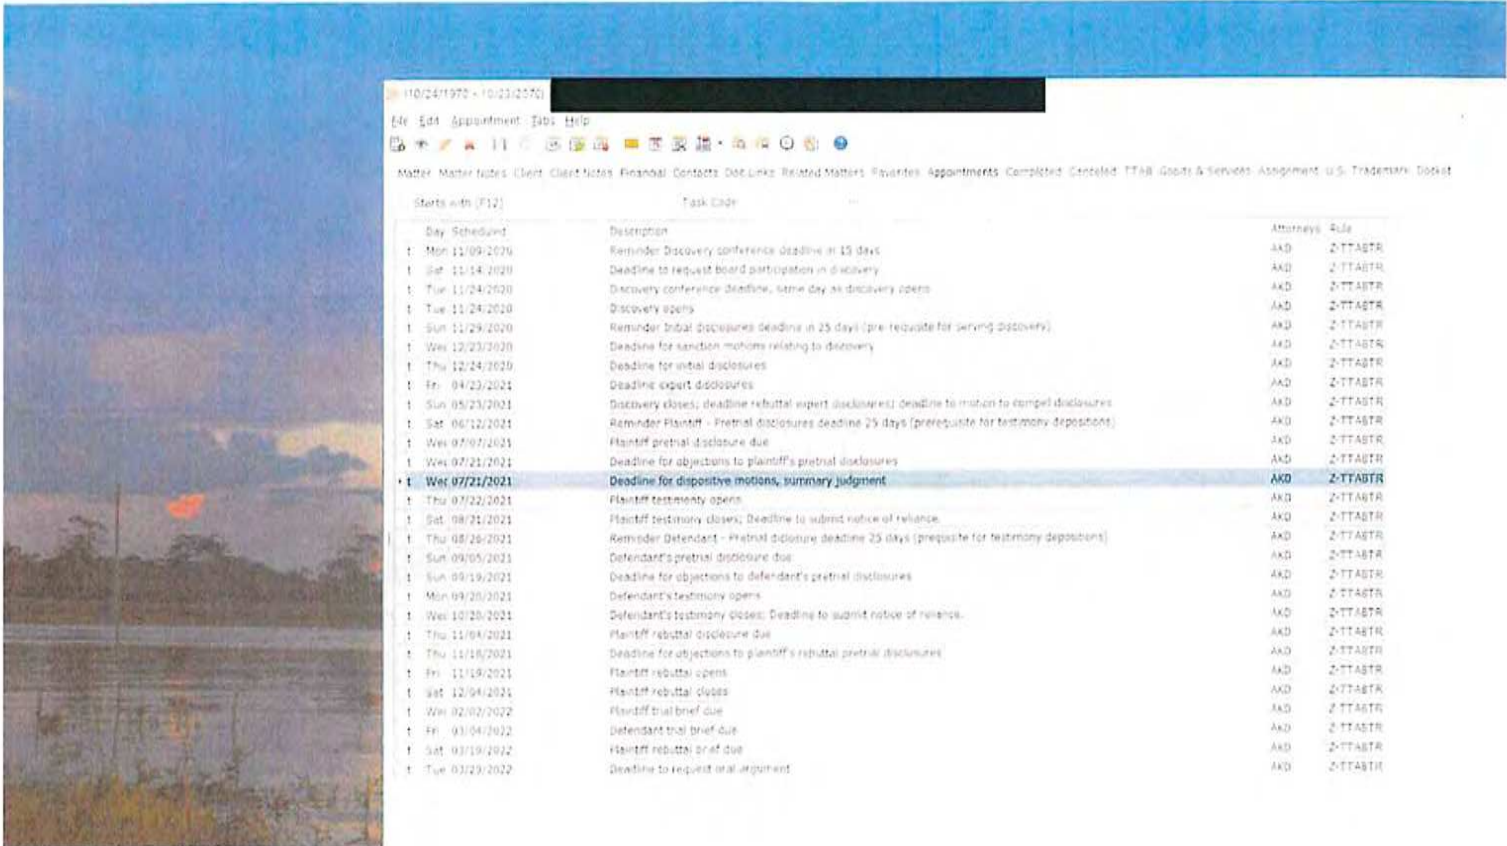 (10/24/1970 - 10/23/2070)
File Edit Appointment Tabs Help
Matter Matter Notes Client Client Notes Financial Contacts Doc Links Related Matters Favorites Appointments Completed Canceled TTAB Goods & Services Assignment U.S. Trademark Docket
Starts with (F12) Task Code
Day Scheduled Description Attorneys Rule
t Mon 11/09/2020 Reminder Discovery conference deadline in 15 days AKD Z-TTABTR
t Sat 11/14/2020 Deadline to request board participation in discovery AKD Z-TTABTR
t Tue 11/24/2020 Discovery conference deadline, same day as discovery opens AKD Z-TTABTR
t Tue 11/24/2020 Discovery opens AKD Z-TTABTR
t Sun 11/29/2020 Reminder Initial disclosures deadline in 25 days (pre-requisite for serving discovery) AKD Z-TTABTR
t Wed 12/23/2020 Deadline for sanction motions relating to discovery AKD Z-TTABTR
t Thu 12/24/2020 Deadline for initial disclosures AKD Z-TTABTR
t Fri 04/23/2021 Deadline expert disclosures AKD Z-TTABTR
t Sun 05/23/2021 Discovery closes; deadline rebuttal expert disclosures; deadline to motion to compel disclosures AKD Z-TTABTR
t Sat 06/12/2021 Reminder Plaintiff - Pretrial disclosures deadline 25 days (prerequisite for testimony depositions) AKD Z-TTABTR
t Wed 07/07/2021 Plaintiff pretrial disclosure due AKD Z-TTABTR
t Wed 07/21/2021 Deadline for objections to plaintiff's pretrial disclosures AKD Z-TTABTR
t Wed 07/21/2021 Deadline for dispositive motions, summary judgment AKD Z-TTABTR
t Thu 07/22/2021 Plaintiff testimonty opens AKD Z-TTABTR
t Sat 08/21/2021 Plaintiff testimony closes; Deadline to submit notice of reliance. AKD Z-TTABTR
t Thu 08/26/2021 Reminder Defendant - Pretrial diclosure deadline 25 days (prequisite for testimony depositions) AKD Z-TTABTR
t Sun 09/05/2021 Defendant's pretrial disclosure due AKD Z-TTABTR
t Sun 09/19/2021 Deadline for objections to defendant's pretrial disclosures AKD Z-TTABTR
t Mon 09/20/2021 Defendant's testimony opens AKD Z-TTABTR
t Wed 10/20/2021 Defendant's testimony closes; Deadline to submit notice of reliance. AKD Z-TTABTR
t Thu 11/04/2021 Plaintiff rebuttal disclosure due AKD Z-TTABTR
t Thu 11/18/2021 Deadline for objections to plaintiff's rebuttal pretrial disclosures AKD Z-TTABTR
t Fri 11/19/2021 Plaintiff rebuttal opens AKD Z-TTABTR
t Sat 12/04/2021 Plaintiff rebuttal closes AKD Z-TTABTR
t Wed 02/02/2022 Plaintiff trial brief due AKD Z-TTABTR
t Fri 03/04/2022 Defendant trial brief due AKD Z-TTABTR
t Sat 03/19/2022 Plaintiff rebuttal brief due AKD Z-TTABTR
t Tue 03/29/2022 Deadline to request oral argument AKD Z-TTABTR